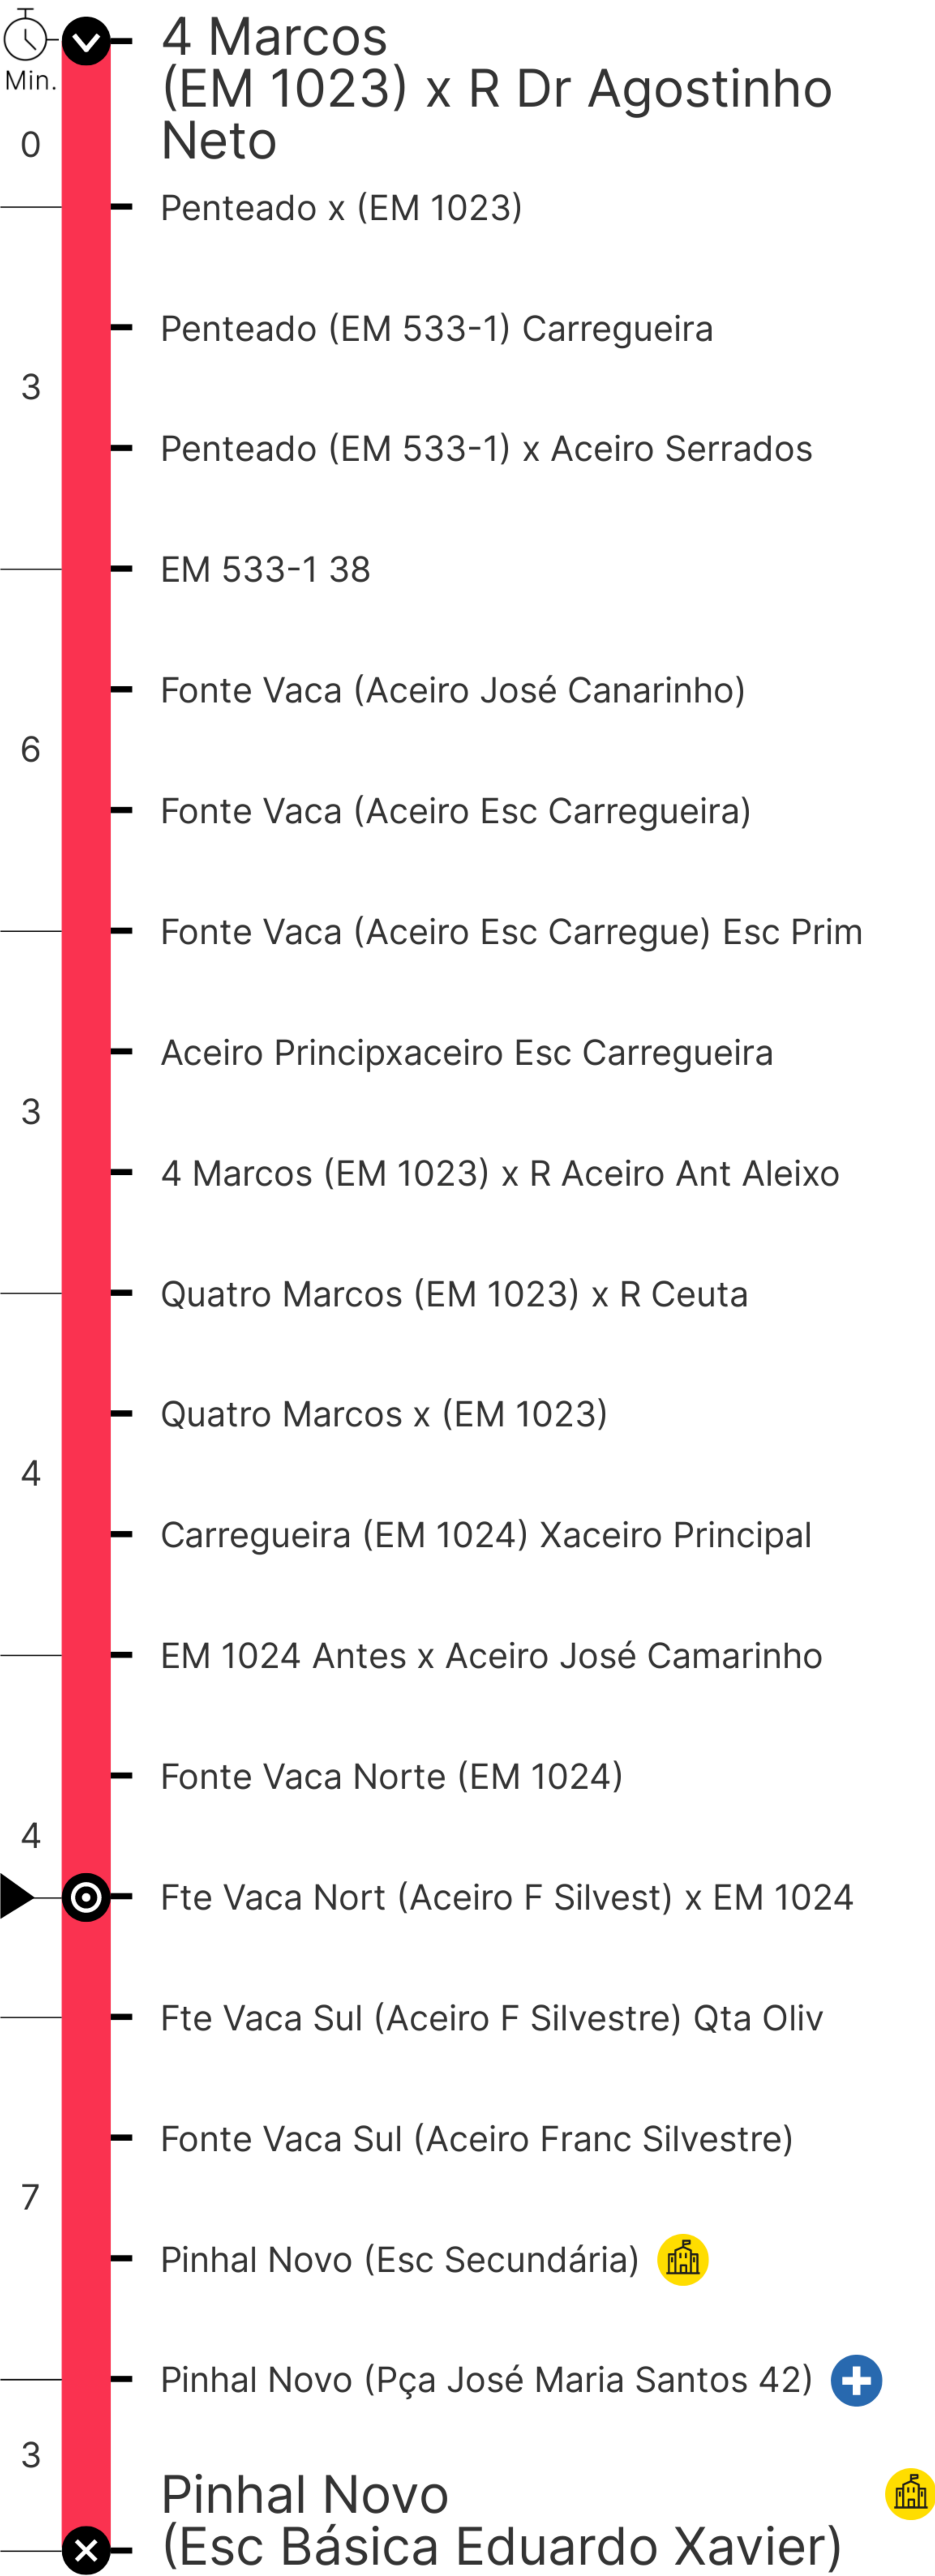 4 Marcos
Min.
(EM 1023) x R Dr Agostinho
0
Neto
Penteado x (EM 1023)
Penteado (EM 533-1) Carregueira
3
Penteado (EM 533-1) x Aceiro Serrados
EM 533-1 38
Fonte Vaca (Aceiro José Canarinho)
6
Fonte Vaca (Aceiro Esc Carregueira)
Fonte Vaca (Aceiro Esc Carregue) Esc Prim
Aceiro Principxaceiro Esc Carregueira
3
4 Marcos (EM 1023) x R Aceiro Ant Aleixo
Quatro Marcos (EM 1023) x R Ceuta
Quatro Marcos x (EM 1023)
4
Carregueira (EM 1024) Xaceiro Principal
EM 1024 Antes x Aceiro José Camarinho
Fonte Vaca Norte (EM 1024)
4
Fte Vaca Nort (Aceiro F Silvest) x EM 1024
Fte Vaca Sul (Aceiro F Silvestre) Qta Oliv
Fonte Vaca Sul (Aceiro Franc Silvestre)
7
Pinhal Novo (Esc Secundária)
Pinhal Novo (Pça José Maria Santos 42)
3
Pinhal Novo
(Esc Básica Eduardo Xavier)